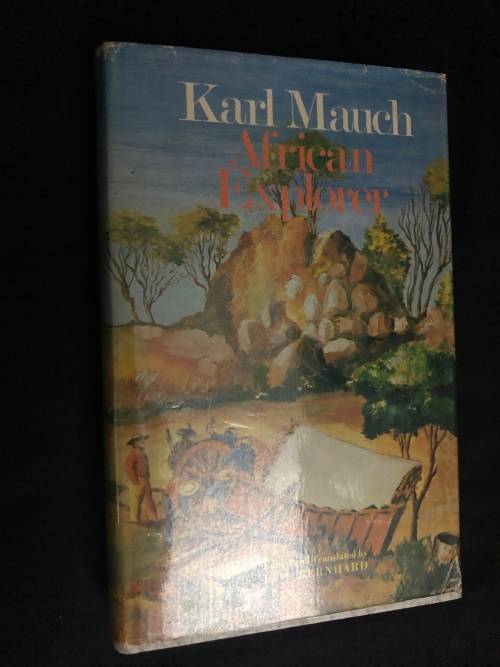 Karl Mauch
African
Explorer
Translated by
BERNHARD